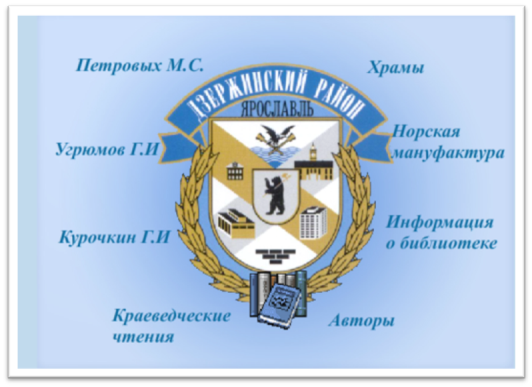 Петровых М.С.
Храмы
ДЗЕРЖИНСКИЙ РАЙОН
ЯРОСЛАВЛЬ
Угрюмов Г.И
Норская
мануфактура
Курочкин Г.И
Информация
о библиотеке
Краеведческие
чтения
Авторы